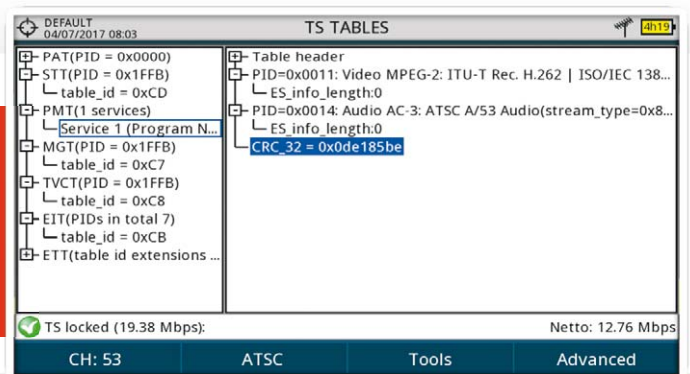 DEFAULT
04/07/2017 08:03
TS TABLES
4h19
PAT(PID = 0x0000)
STT(PID = 0x1FFB)
table_id = 0xCD
PMT(1 services)
Service 1 (Program N...
MGT(PID = 0x1FFB)
table_id = 0xC7
TVCT(PID = 0x1FFB)
table_id = 0xC8
EIT(PIDs in total 7)
table_id = 0xCB
ETT(table id extensions ...
Table header
PID=0x0011: Video MPEG-2: ITU-T Rec. H.262 | ISO/IEC 138...
ES_info_length:0
PID=0x0014: Audio AC-3: ATSC A/53 Audio(stream_type=0x8...
ES_info_length:0
CRC_32 = 0x0de185be
TS locked (19.38 Mbps):
Netto: 12.76 Mbps
CH: 53
ATSC
Tools
Advanced